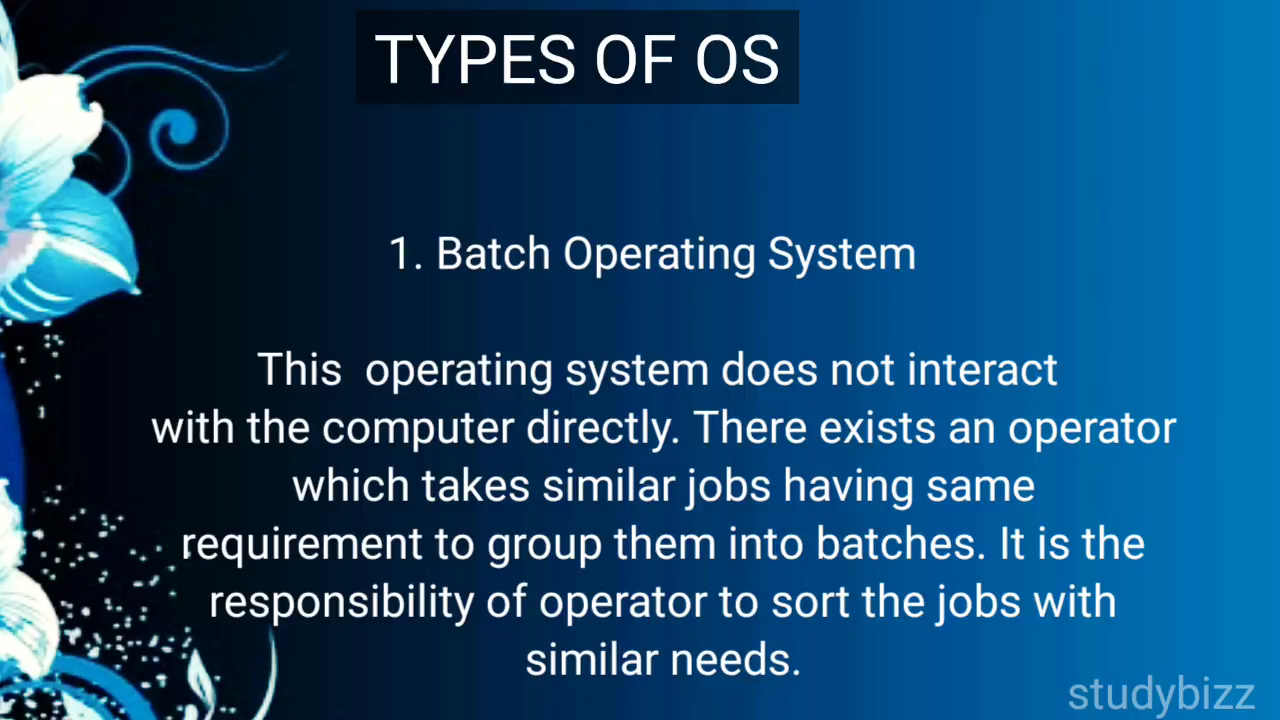 TYPES OF OS
1. Batch Operating System
This  operating system does not interact
with the computer directly. There exists an operator
which takes similar jobs having same
requirement to group them into batches. It is the
responsibility of operator to sort the jobs with
similar needs.
studybizz